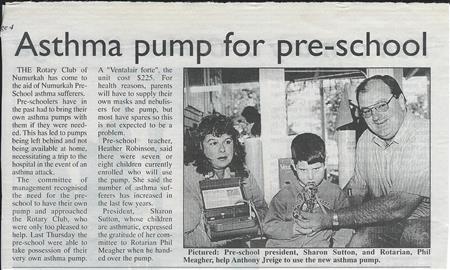 ge 4
Asthma pump for pre-school
THE Rotary Club of
Numurkah has come to
the aid of Numurkah Pre-
School asthma sufferers.
Pre-schoolers have in
the past had to bring their
own asthma pumps with
them if they were need-
ed. This has led to pumps
being left behind and not
being available at home,
necessitating a trip to the
hospital in the event of an
asthma attack.
The committee of
management recognised
the need for the pre-
school to have their own
pump and approached
the Rotary Club, who
were only too pleased to
help. Last Thursday the
pre-school were able to
take possession of their
very own asthma pump.
A "Ventalair forte", the
unit cost $225. For
health reasons, parents
will have to supply their
own masks and nebulis-
ers for the pump, but
most have spares so this
is not expected to be a
problem.
Pre-school teacher,
Heather Robinson, said
there were seven or
eight children currently
enrolled who will use
the pump. She said the
number of asthma suf-
ferers has increased in
the last few years.
President, Sharon
Sutton, whose children
are asthmatic, expressed
the gratitude of her com-
mittee to Rotarian Phil
Meagher when he hand-
ed over the pump.
Pictured: Pre-school president, Sharon Sutton, and Rotarian, Phil
Meagher, help Anthony Jreige to use the new asthma pump.